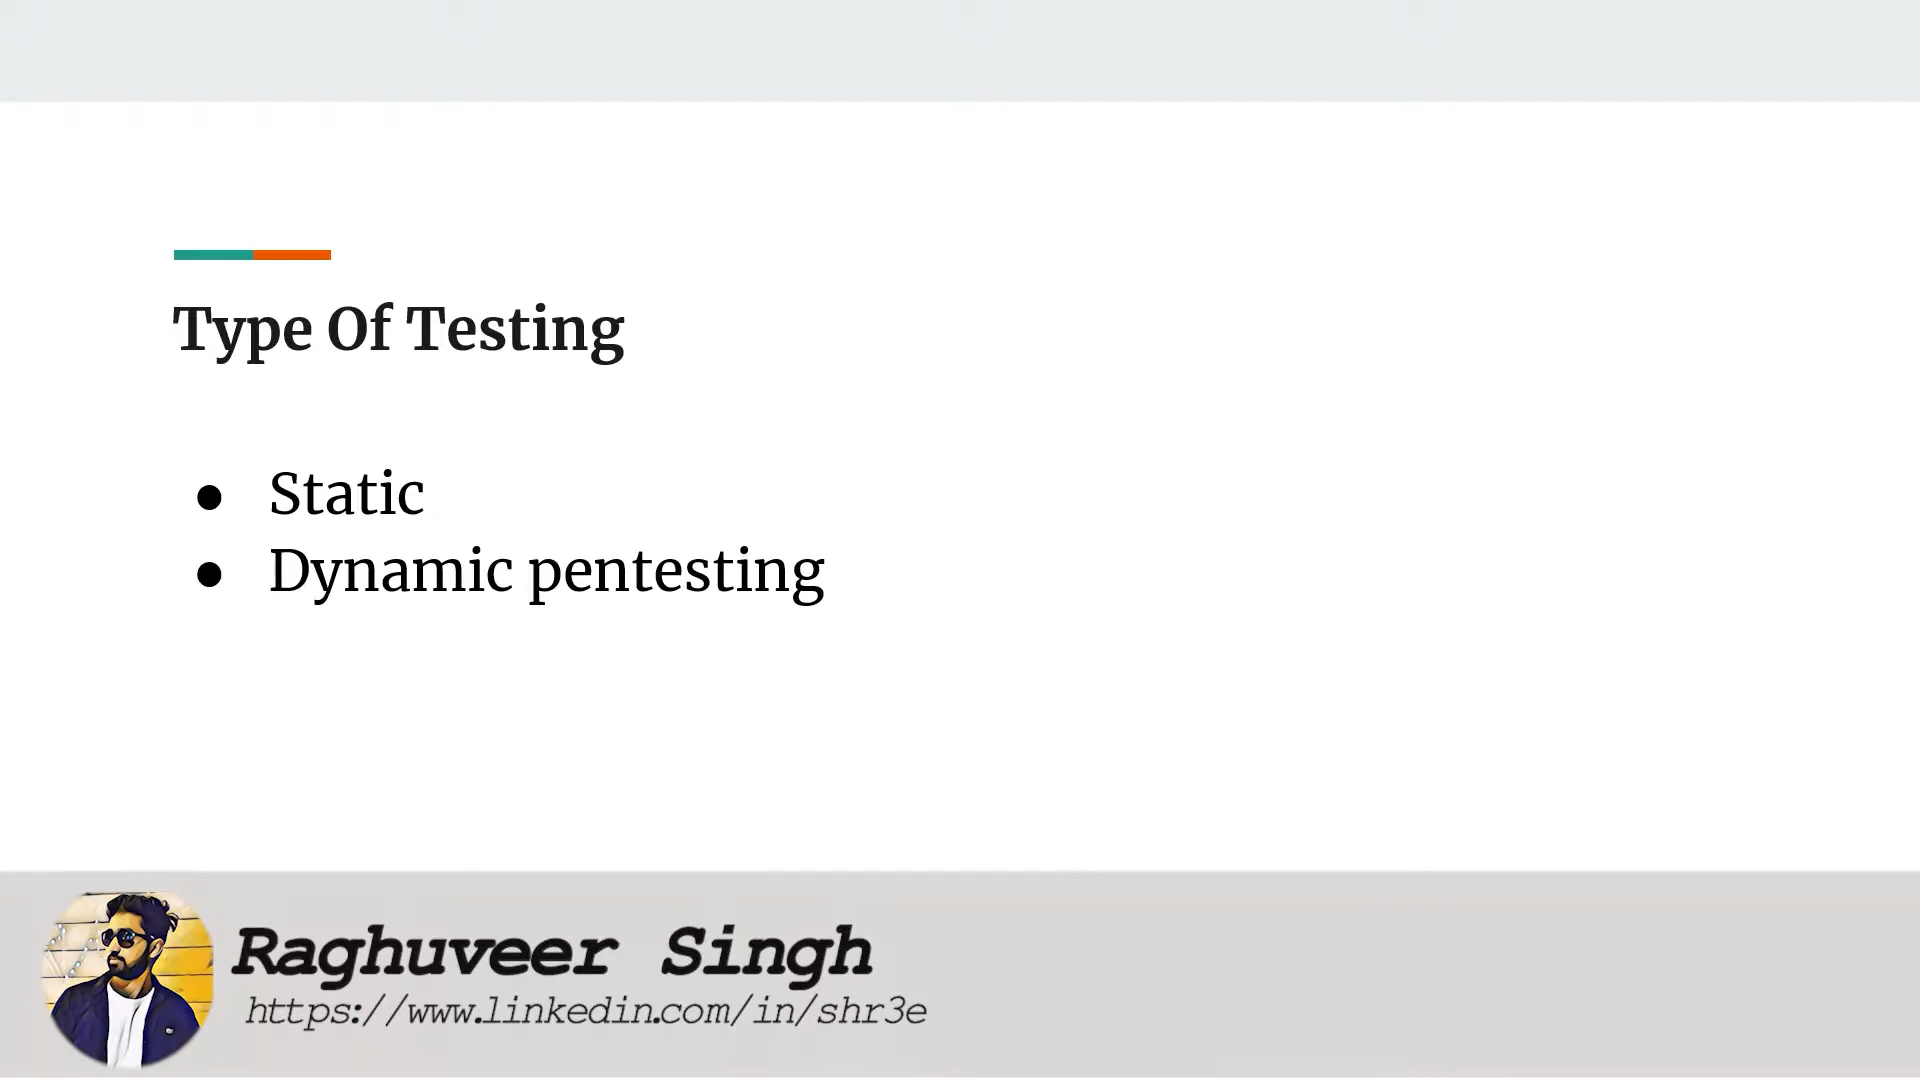 Type Of Testing
● Static
● Dynamic pentesting
Raghuveer Singh
https://www.linkedin.com/in/shr3e